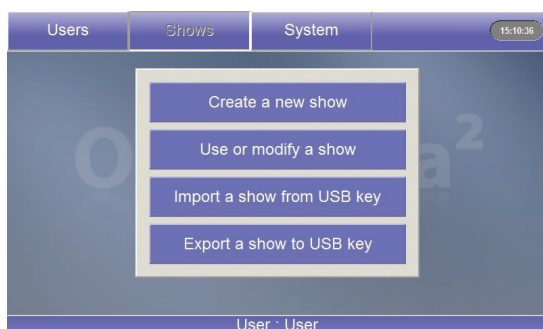 Users
Shows
System
15:10:36
Create a new show
Use or modify a show
Import a show from USB key
Export a show to USB key
User : User